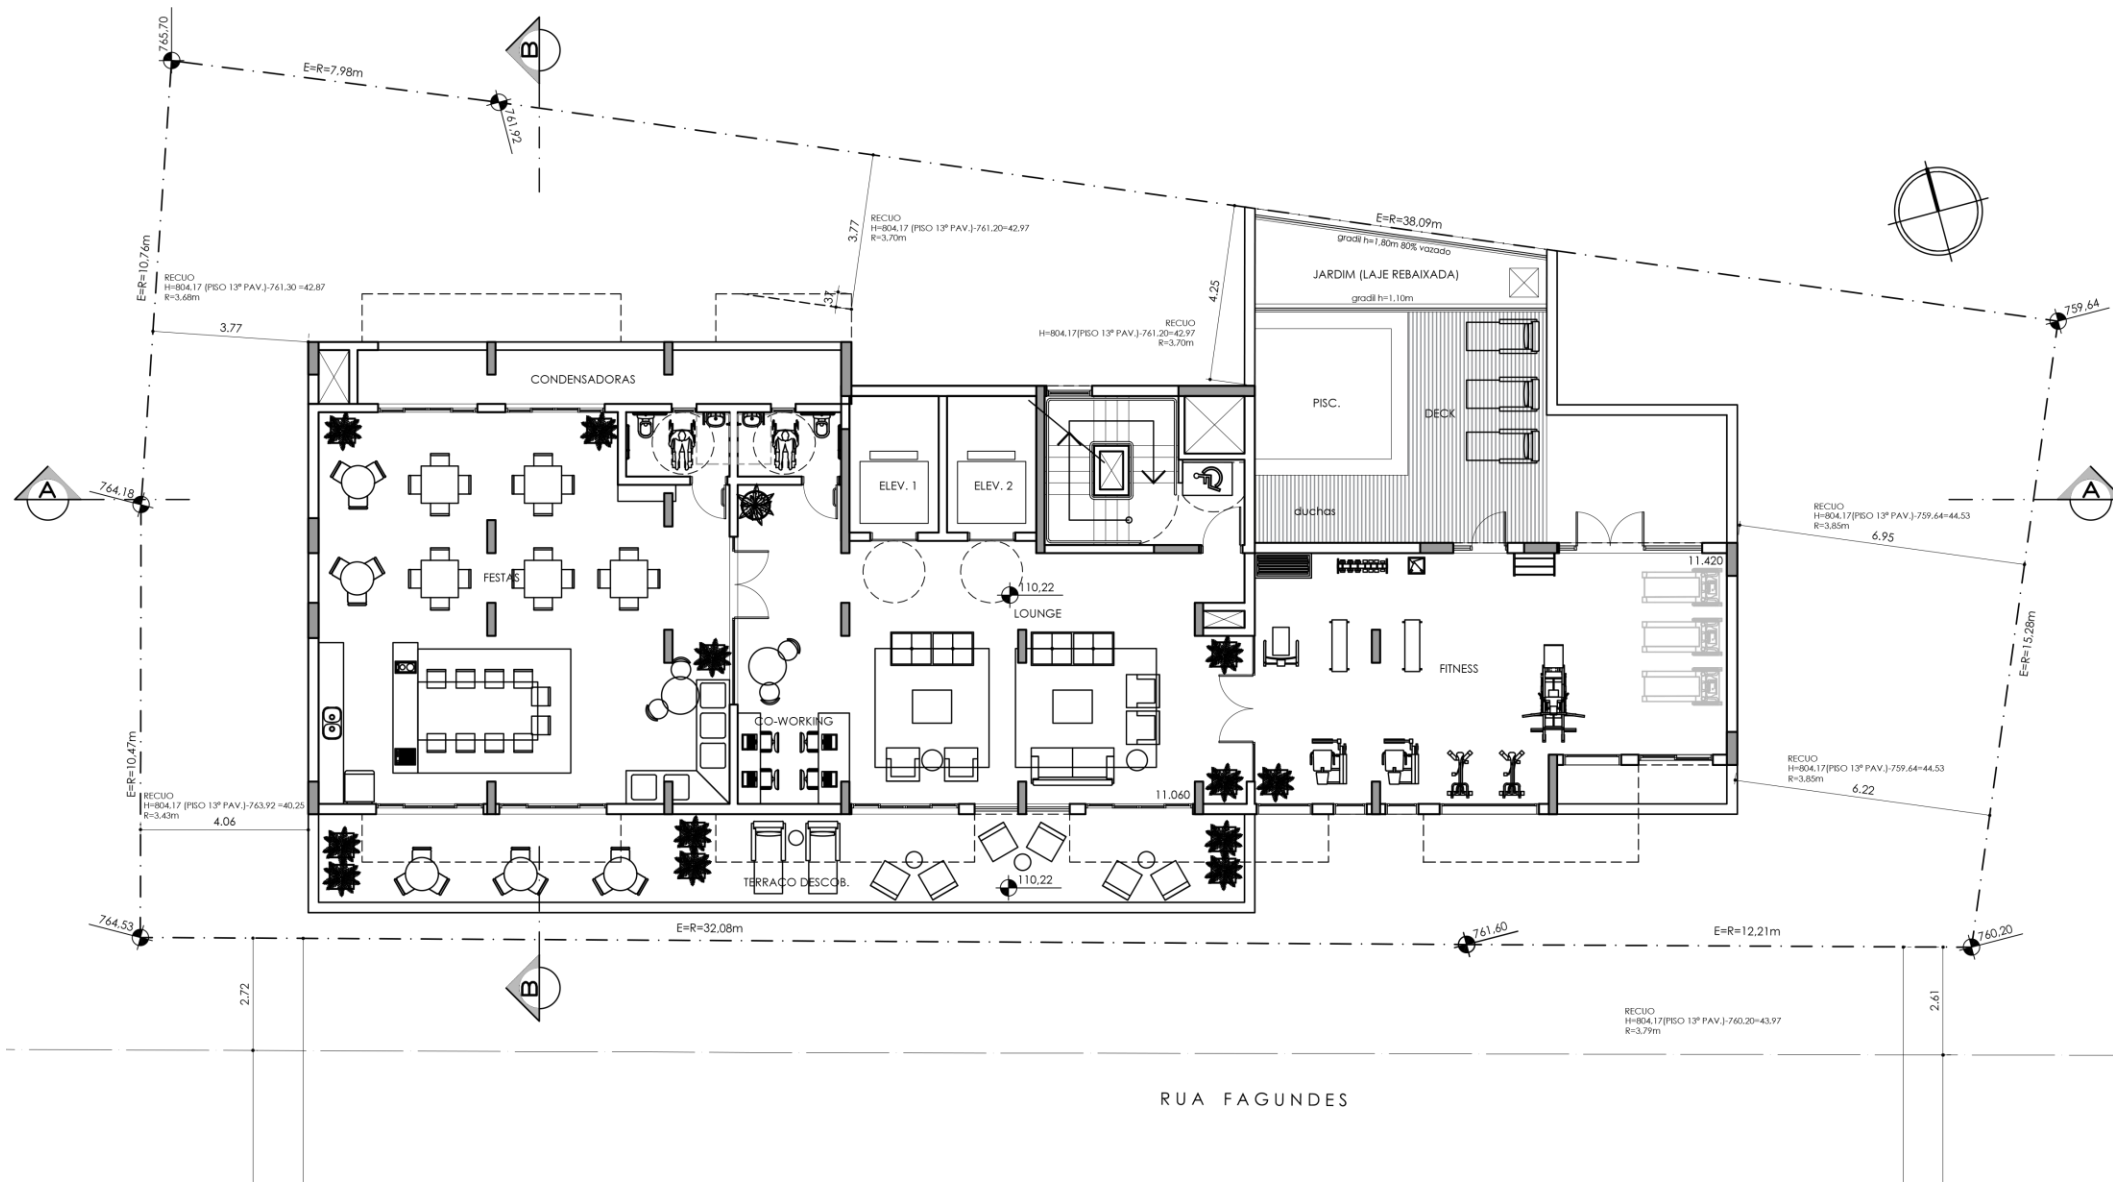 765,70
B
E=R=7,98m
761,92
E=R=10,76m
RECUO
H=804,17 (PISO 13º PAV.)-761,30 =42,87
R=3,68m
3.77
3.77
RECUO
H=804,17 (PISO 13º PAV.)-761,20=42,97
R=3,70m
.37
4.25
RECUO
H=804,17(PISO 13º PAV.)-761,20=42,97
R=3,70m
E=R=38,09m
gradil h=1,80m 80% vazado
JARDIM (LAJE REBAIXADA)
gradil h=1,10m
759,64
CONDENSADORAS
PISC.
DECK
duchas
ELEV. 1
ELEV. 2
A
764,18
A
RECUO
H=804,17(PISO 13º PAV.)-759,64=44,53
R=3,85m
6.95
11.420
FESTAS
110,22
LOUNGE
FITNESS
E=R=15,28m
CO-WORKING
E=R=10,47m
RECUO
H=804,17 (PISO 13º PAV.)-763,92 =40,25
R=3,43m
4.06
11.060
RECUO
H=804,17(PISO 13º PAV.)-759,64=44,53
R=3,85m
6.22
TERRACO DESCOB.
110,22
764,53
E=R=32,08m
761,60
E=R=12,21m
760,20
2.72
B
2.61
RECUO
H=804,17(PISO 13º PAV.)-760,20=43,97
R=3,79m
RUA FAGUNDES